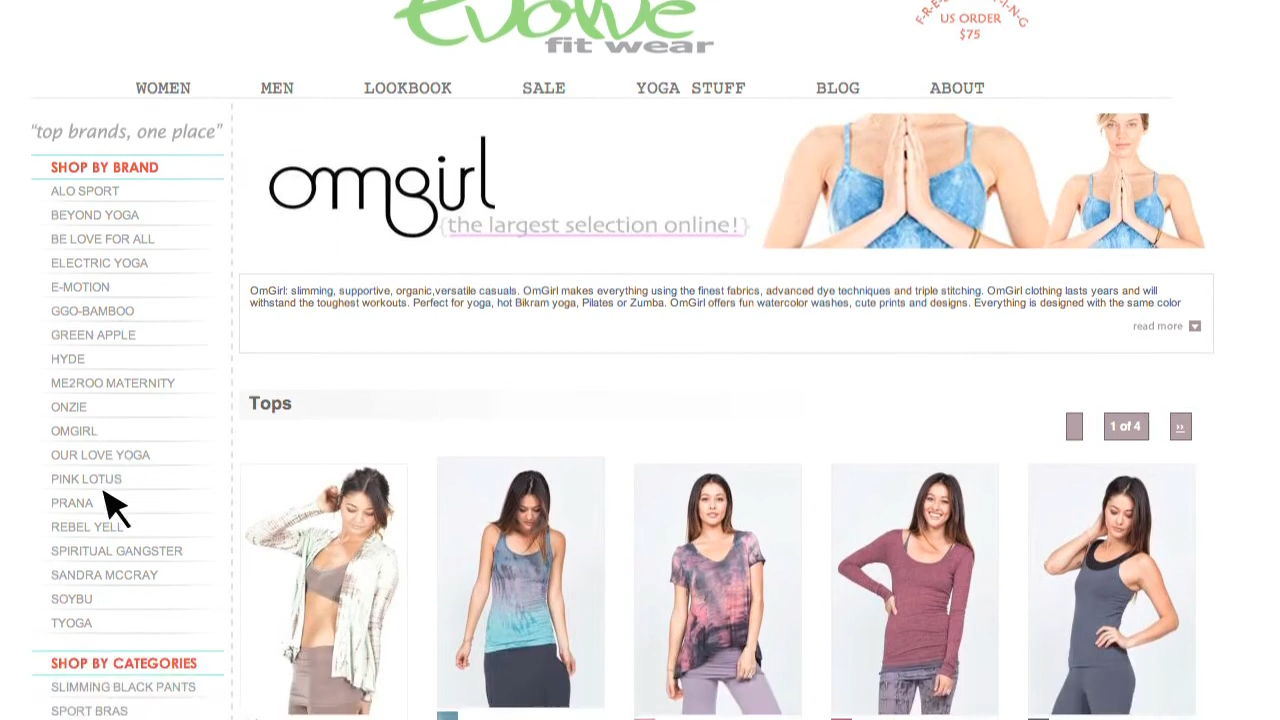 evolve
fit wear
US ORDER
$75
WOMEN MEN LOOKBOOK SALE YOGA STUFF BLOG ABOUT
"top brands, one place"
SHOP BY BRAND
ALO SPORT
BEYOND YOGA
BE LOVE FOR ALL
ELECTRIC YOGA
E-MOTION
GGO-BAMBOO
GREEN APPLE
HYDE
ME2ROO MATERNITY
ONZIE
OMGIRL
OUR LOVE YOGA
PINK LOTUS
PRANA
REBEL YELL
SPIRITUAL GANGSTER
SANDRA MCCRAY
SOYBU
TYOGA
SHOP BY CATEGORIES
SLIMMING BLACK PANTS
SPORT BRAS
omgirl
{the largest selection online!}
OmGirl: slimming, supportive, organic,versatile casuals. OmGirl makes everything using the finest fabrics, advanced dye techniques and triple stitching. OmGirl clothing lasts years and will
withstand the toughest workouts. Perfect for yoga, hot Bikram yoga, Pilates or Zumba. OmGirl offers fun watercolor washes, cute prints and designs. Everything is designed with the same color
read more
Tops
1 of 4 ››